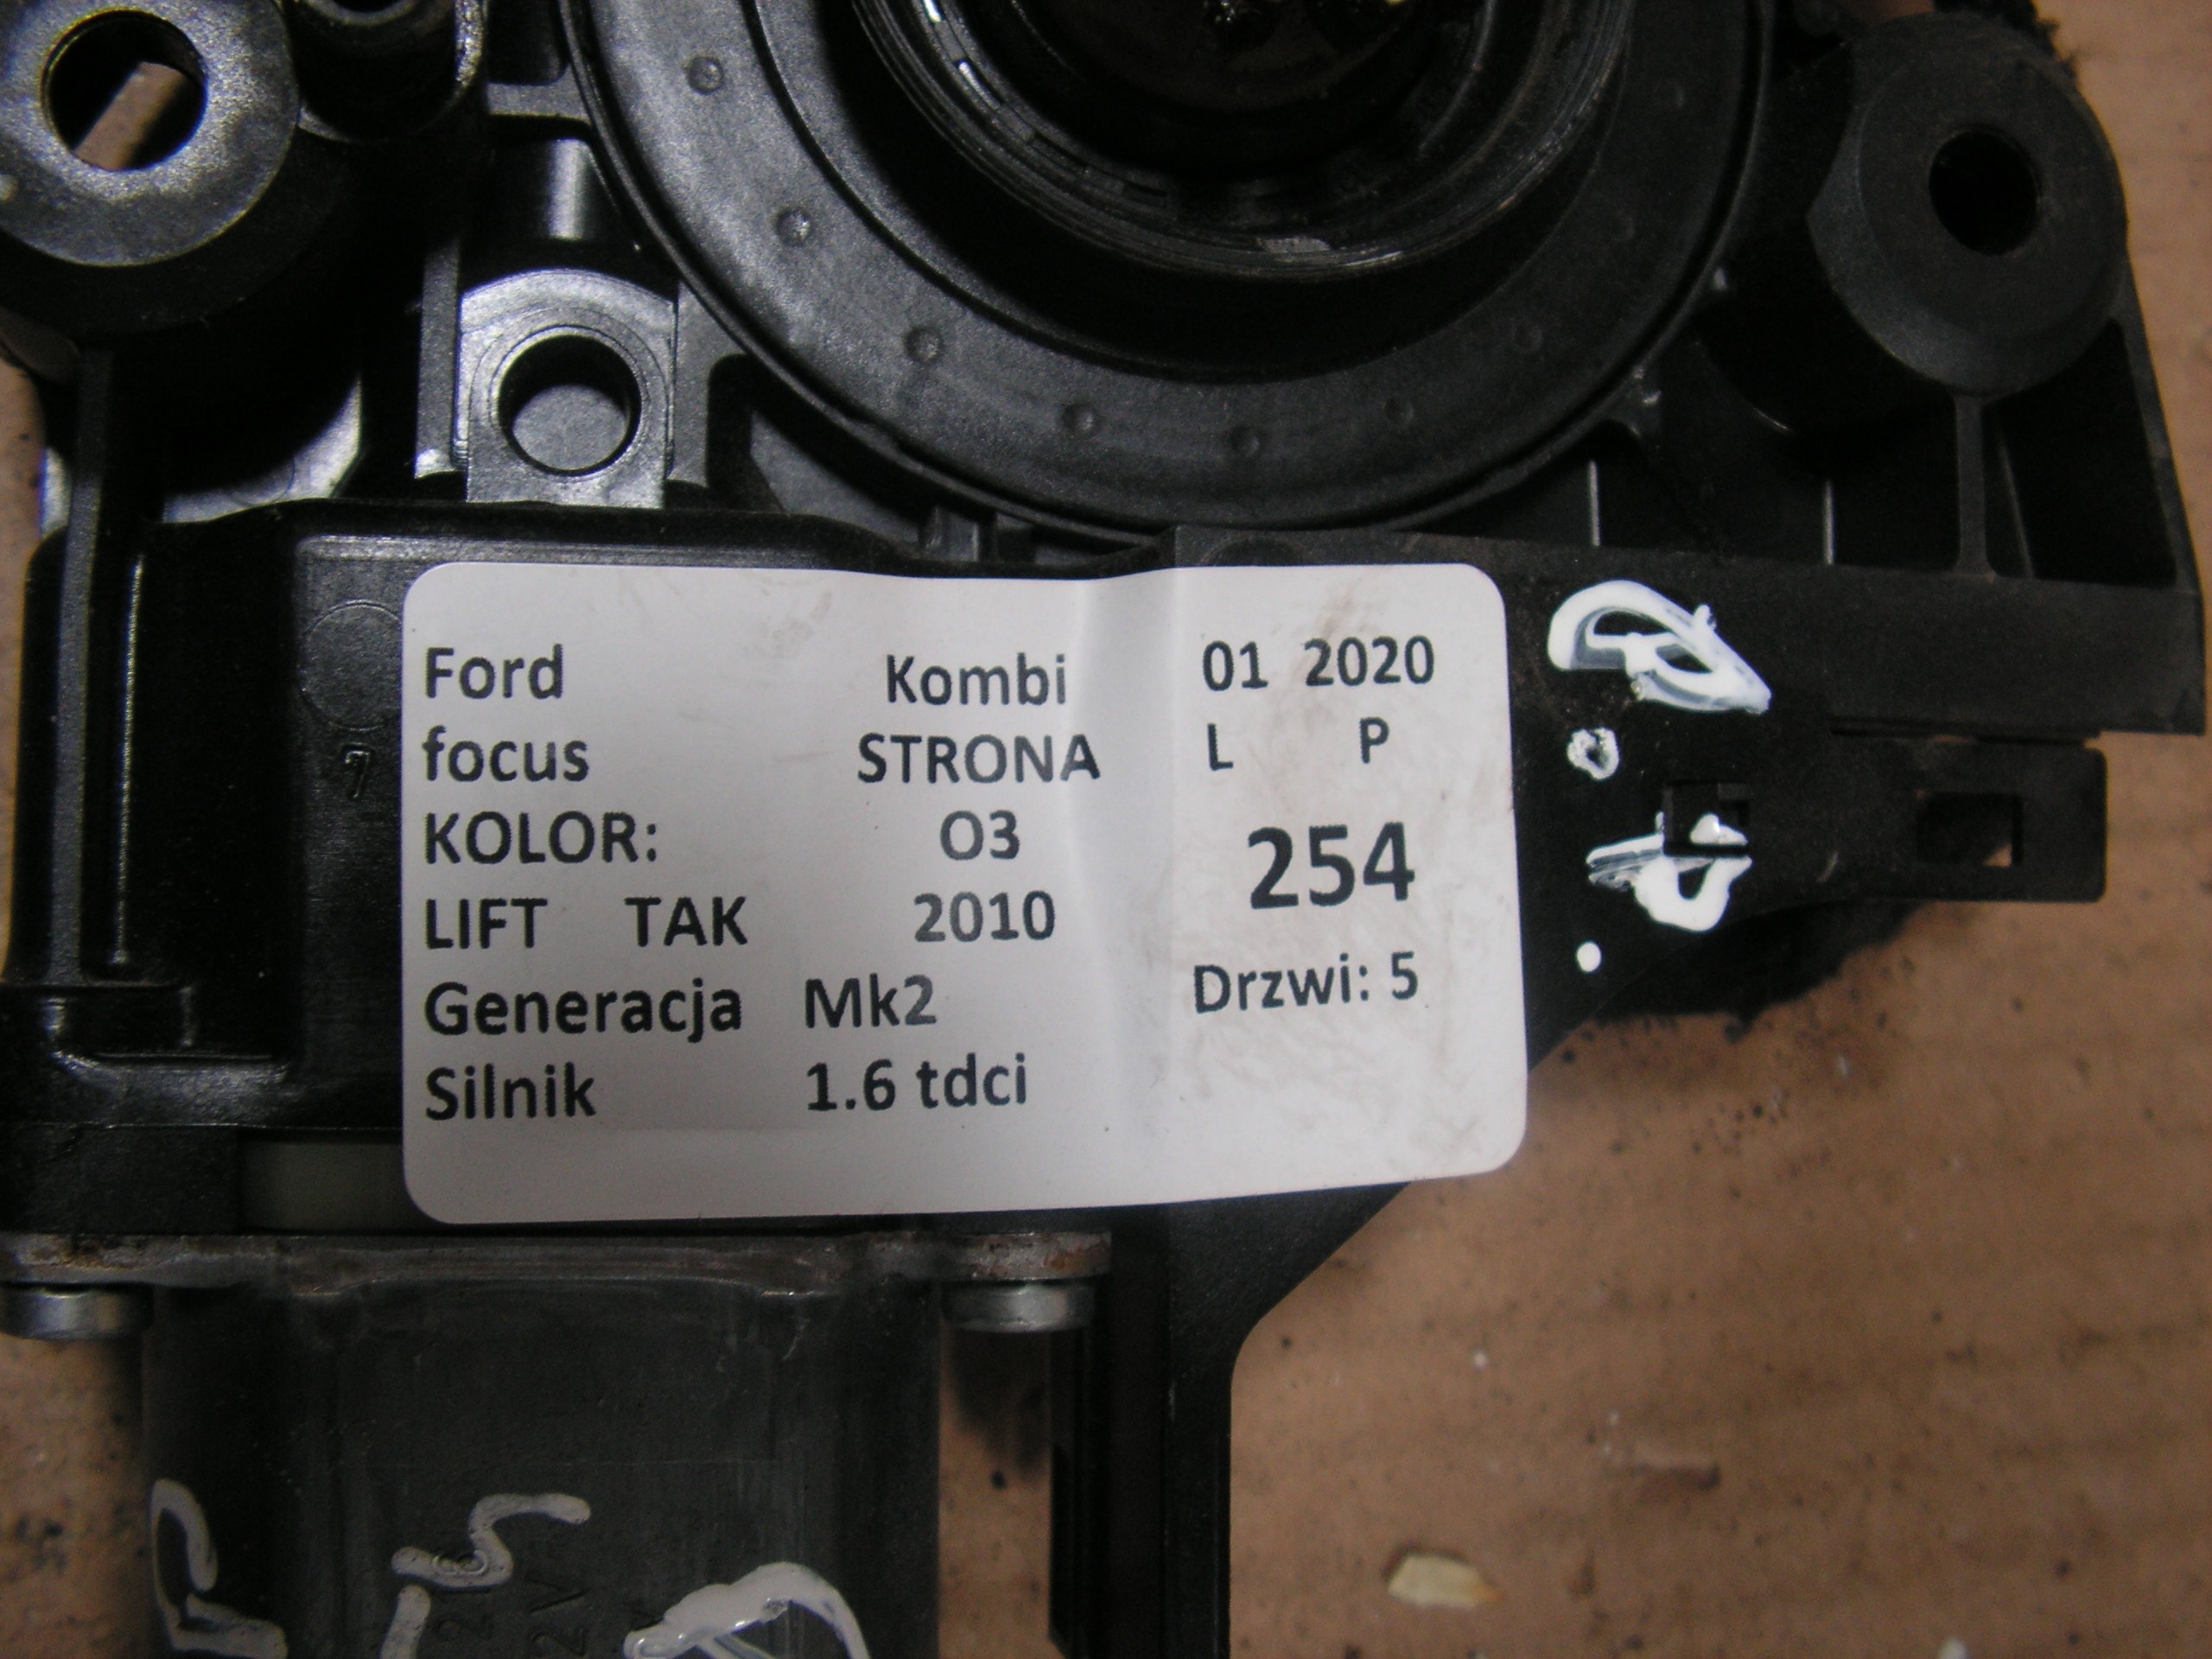 Ford Kombi 01 2020
focus STRONA L P
KOLOR: O3 254
LIFT TAK 2010
Generacja Mk2 Drzwi: 5
Silnik 1.6 tdci
7